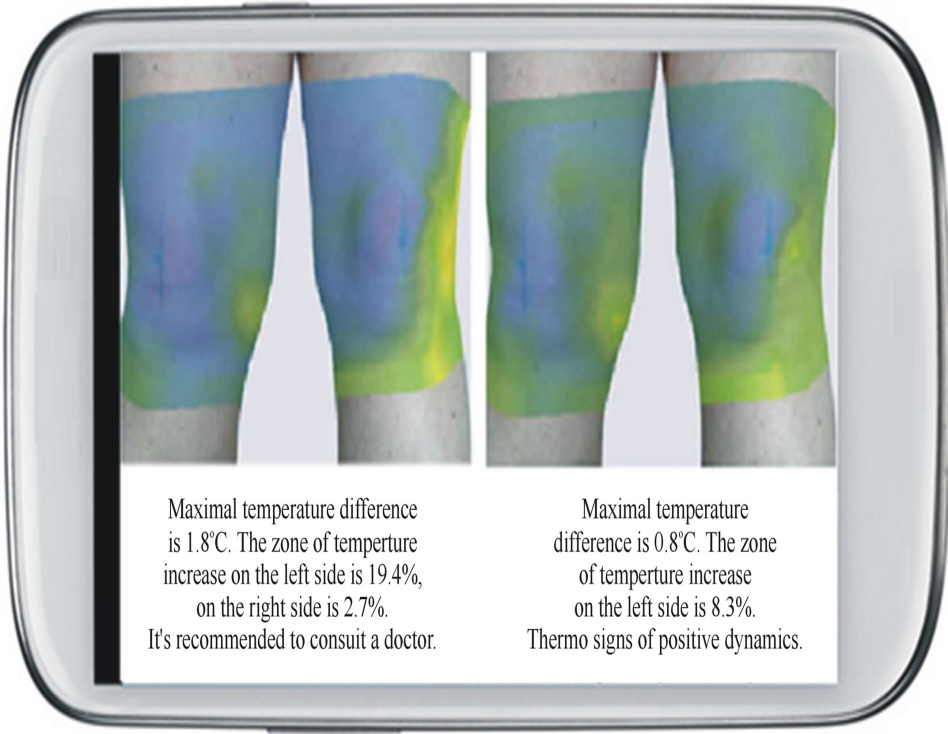 Maximal temperature difference
is 1.8°C. The zone of temperture
increase on the left side is 19.4%,
on the right side is 2.7%.
It's recommended to consuit a doctor.
Maximal temperature
difference is 0.8°C. The zone
of temperture increase
on the left side is 8.3%.
Thermo signs of positive dynamics.